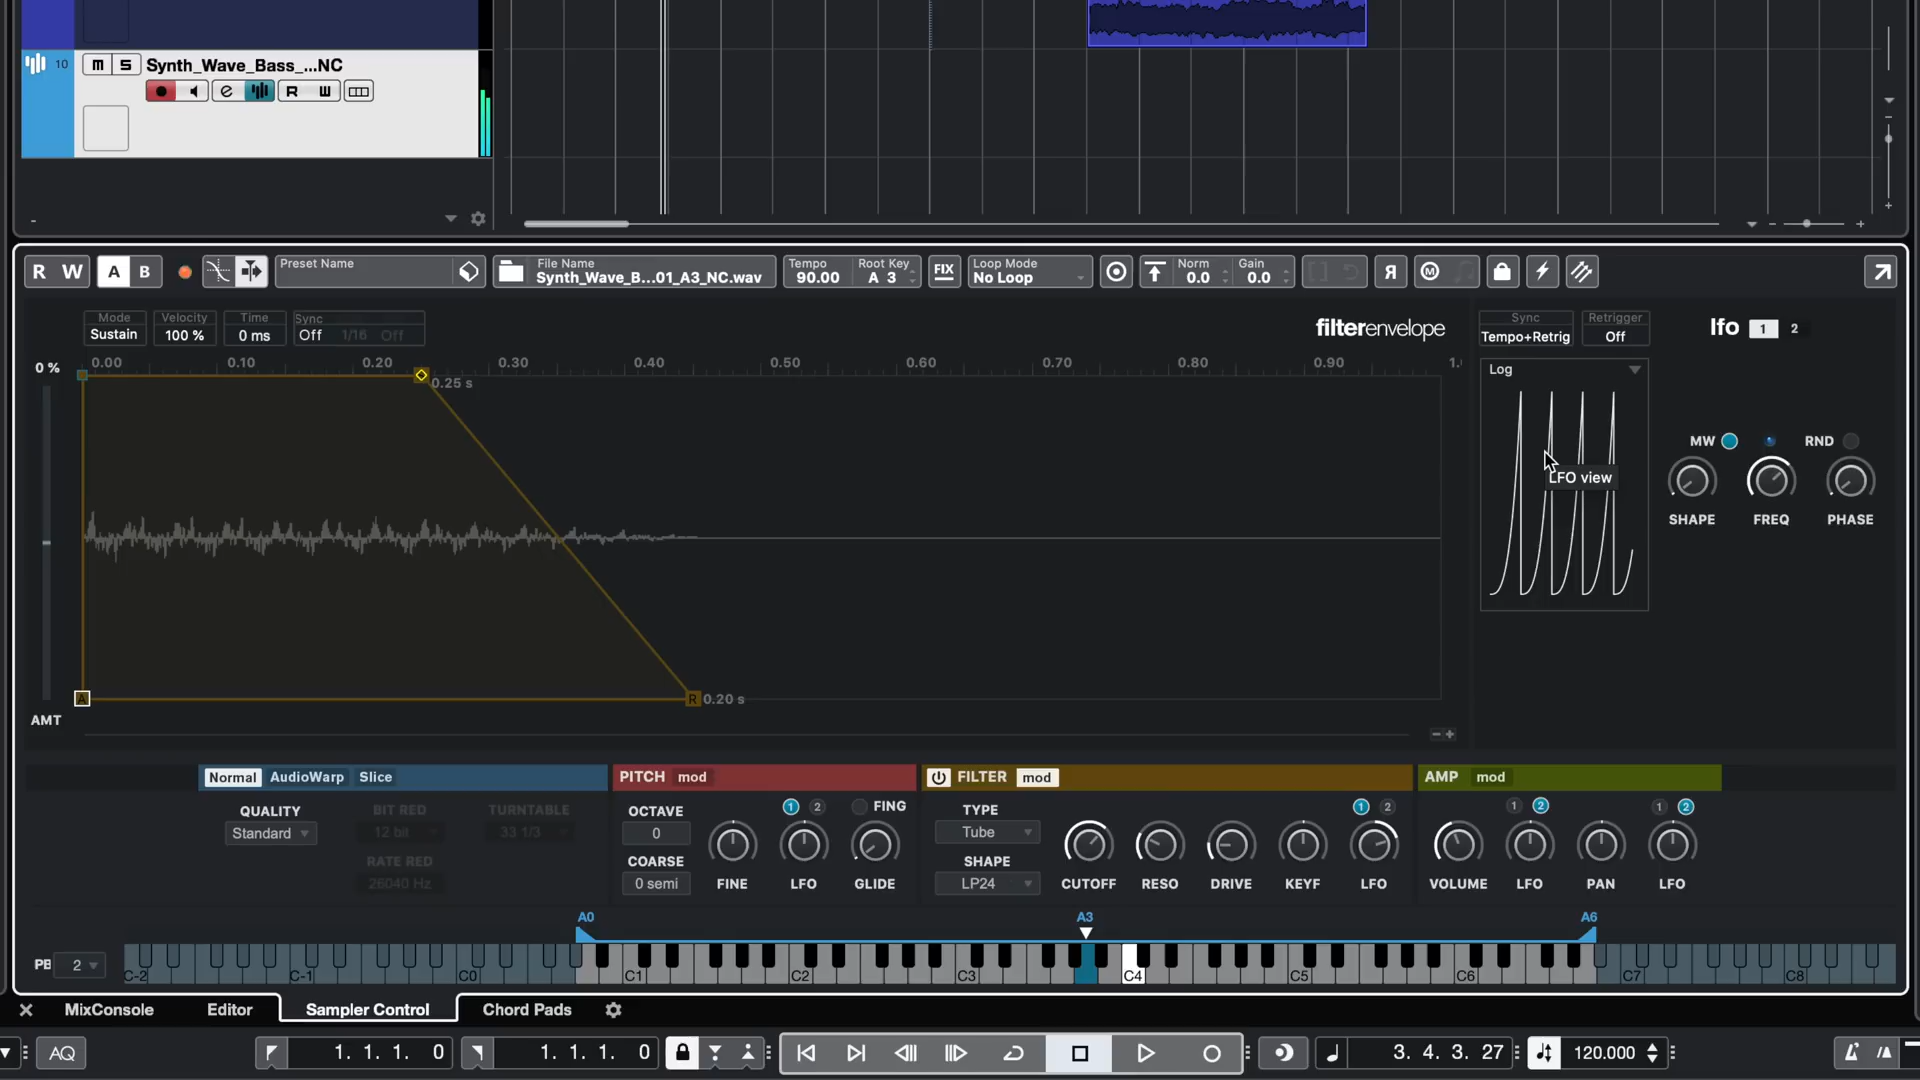 10 M S Synth_Wave_Bass_...NC
R W
R W A B Preset Name File Name Tempo Root Key FIX Loop Mode Norm Gain
Synth_Wave_B...01_A3_NC.wav 90.00 A 3 No Loop 0.0 0.0
Mode Velocity Time Sync
Sustain 100 % 0 ms Off 1/16 Off
filterenvelope
Sync Retrigger
Tempo+Retrig Off
lfo 1 2
0 % 0.00 0.10 0.20 0.30 0.40 0.50 0.60 0.70 0.80 0.90 1.
0.25 s
Log
MW RND
LFO view
SHAPE FREQ PHASE
A R 0.20 s
AMT
Normal AudioWarp Slice PITCH mod FILTER mod AMP mod
QUALITY BIT RED TURNTABLE OCTAVE 1 2 FING TYPE 1 2 1 2 1 2
Standard 12 bit 33 1/3 0 Tube
RATE RED COARSE SHAPE
26040 Hz 0 semi FINE LFO GLIDE LP24 CUTOFF RESO DRIVE KEYF LFO VOLUME LFO PAN LFO
A0 A3 A6
PB 2 C-2 C-1 C0 C1 C2 C3 C4 C5 C6 C7 C8
MixConsole Editor Sampler Control Chord Pads
AQ 1. 1. 1. 0 1. 1. 1. 0 3. 4. 3. 27 120.000